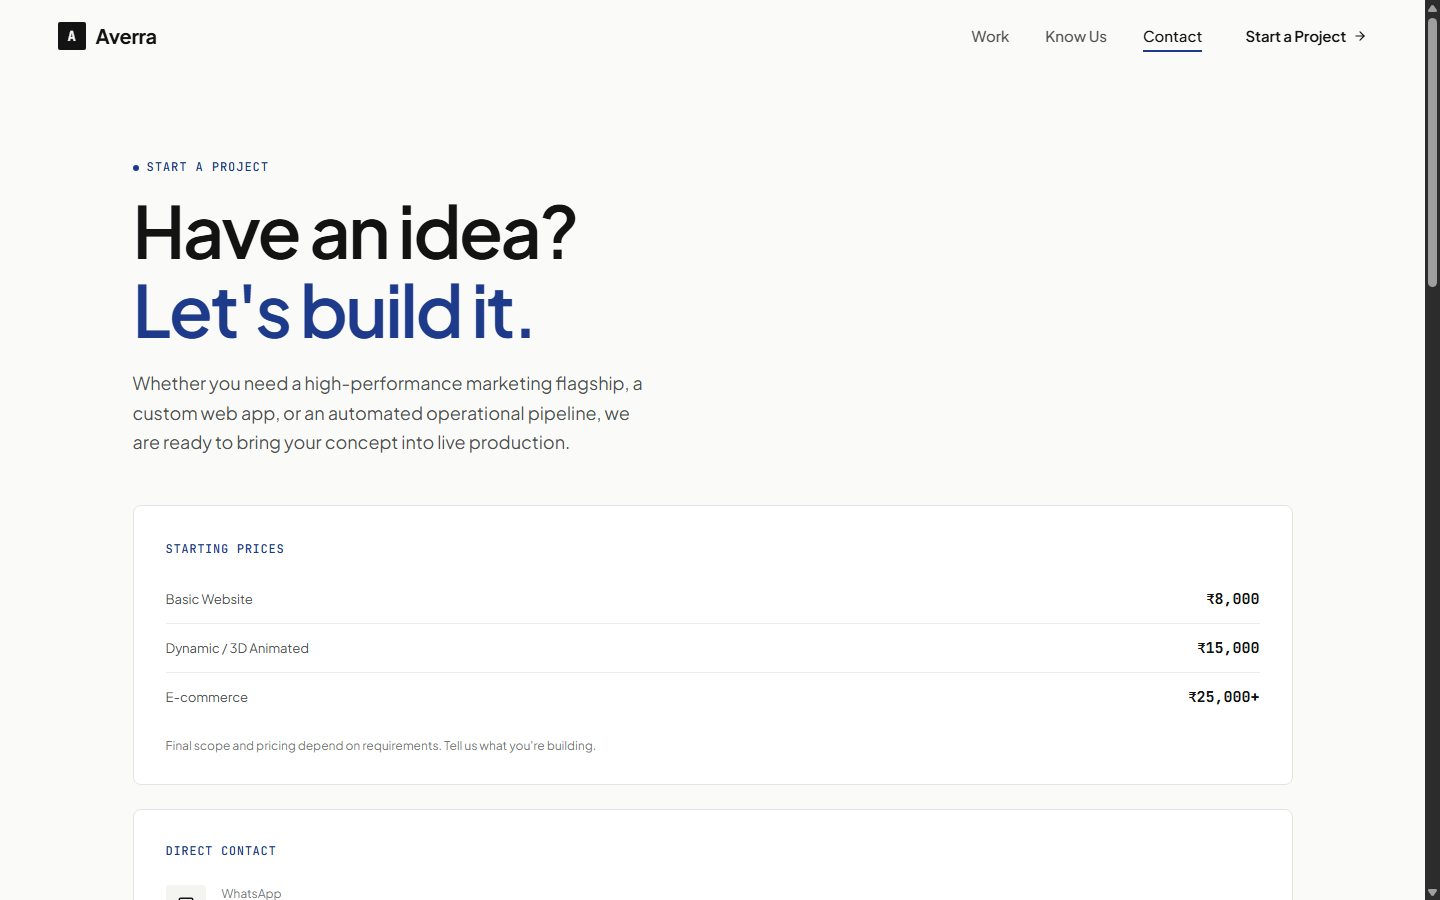 A Averra
Work Know Us Contact Start a Project →
START A PROJECT
Have an idea?
Let's build it.
Whether you need a high-performance marketing flagship, a
custom web app, or an automated operational pipeline, we
are ready to bring your concept into live production.
STARTING PRICES
Basic Website ₹8,000
Dynamic / 3D Animated ₹15,000
E-commerce ₹25,000+
Final scope and pricing depend on requirements. Tell us what you're building.
DIRECT CONTACT
WhatsApp